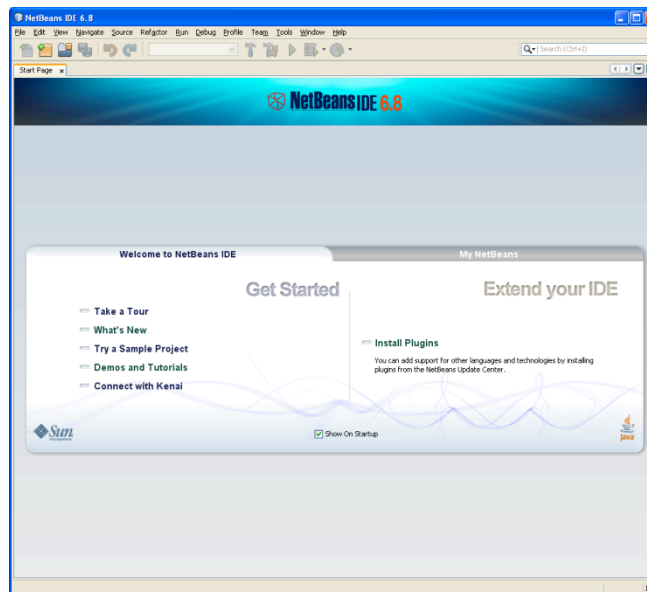 NetBeans IDE 6.8
File Edit View Navigate Source Refactor Run Debug Profile Team Tools Window Help
Search (Ctrl+I)
Start Page
NetBeans IDE 6.8
Welcome to NetBeans IDE
My NetBeans
Get Started
Extend your IDE
Take a Tour
What's New
Try a Sample Project
Demos and Tutorials
Connect with Kenai
Install Plugins
You can add support for other languages and technologies by installing
plugins from the NetBeans Update Center.
Sun
Show On Startup
Java